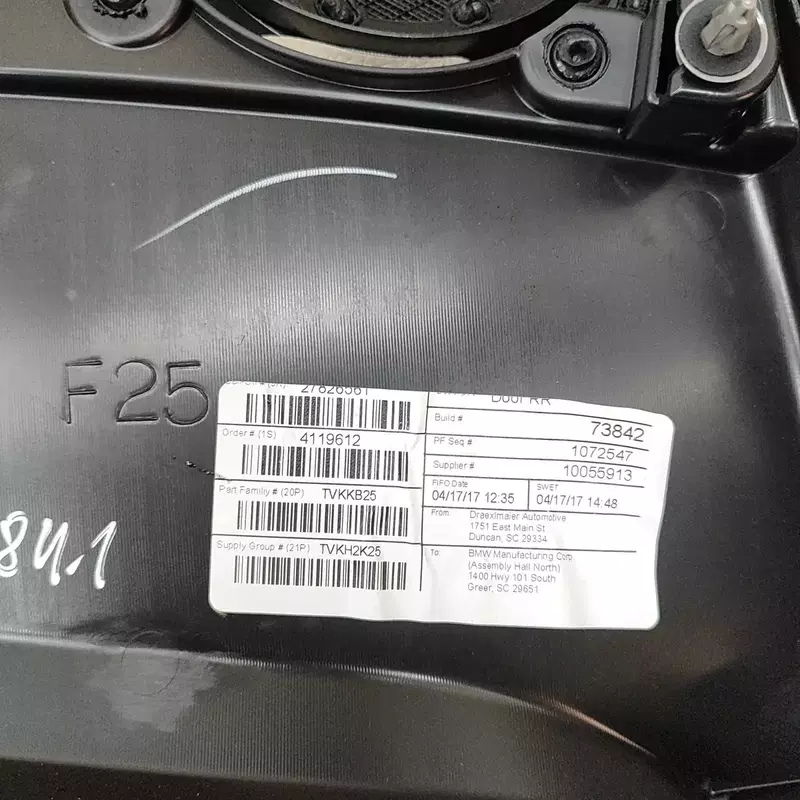 F25
84.1
27826561
Order # (1S) 4119612
Part Family # (20P) TVKKB25
Supply Group # (21P) TVKH2K25
Door RR
Build # 73842
PF Seq # 1072547
Supplier # 10055913
FIFO Date
04/17/17 12:35
SWET
04/17/17 14:48
From: Draexlmaier Automotive
1751 East Main St
Duncan, SC 29334
To: BMW Manufacturing Corp
(Assembly Hall North)
1400 Hwy 101 South
Greer, SC 29651